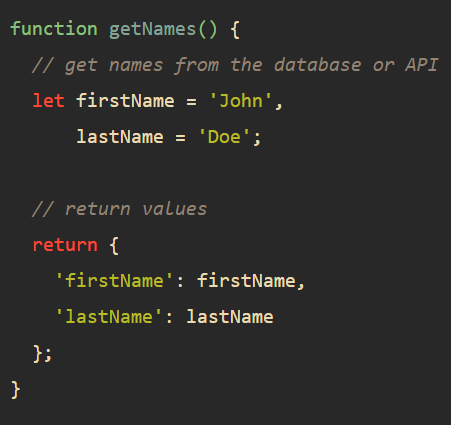 function getNames() {
// get names from the database or API
let firstName = 'John',
lastName = 'Doe';
// return values
return {
'firstName': firstName,
'lastName': lastName
};
}